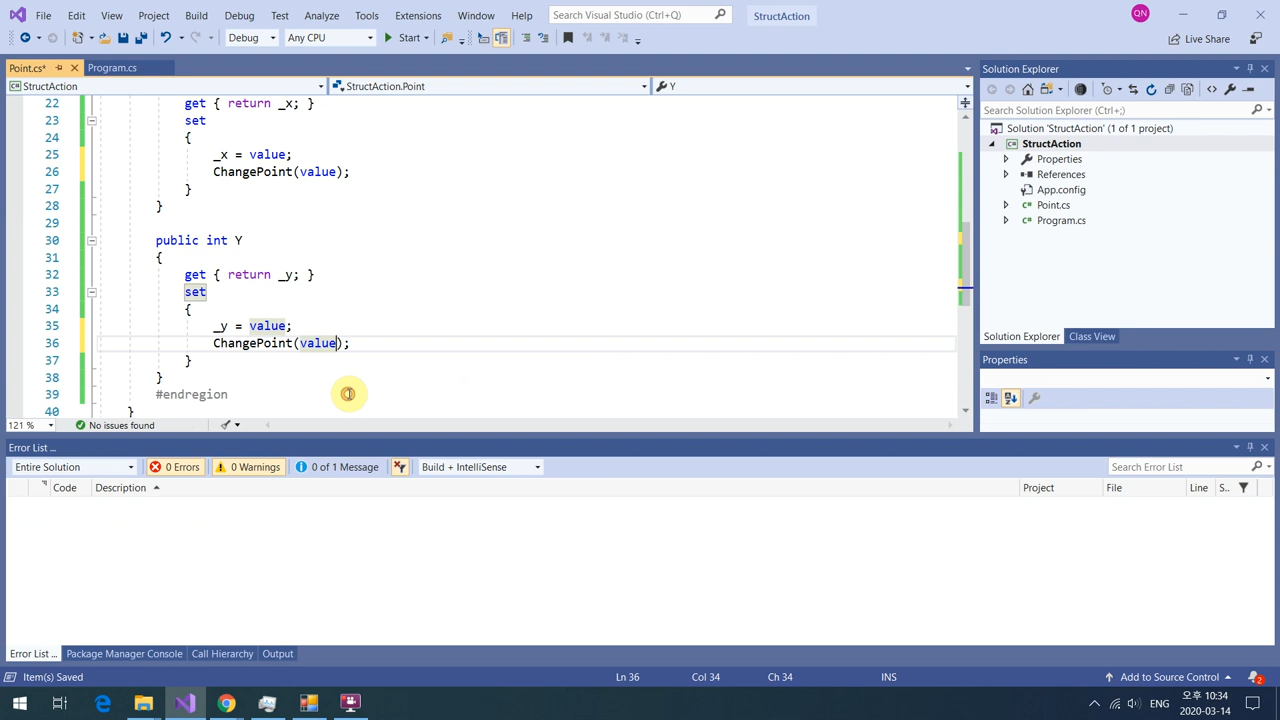 File Edit View Project Build Debug Test Analyze Tools Extensions Window Help Search Visual Studio (Ctrl+Q) StructAction QN
Debug Any CPU Start Live Share
Point.cs* Program.cs
StructAction StructAction.Point Y
22 get { return _x; }
23 set
24 {
25 _x = value;
26 ChangePoint(value);
27 }
28 }
29
30 public int Y
31 {
32 get { return _y; }
33 set
34 {
35 _y = value;
36 ChangePoint(value);
37 }
38 }
39 #endregion
40 }
121 % No issues found
Solution Explorer
Search Solution Explorer (Ctrl+;)
Solution 'StructAction' (1 of 1 project)
StructAction
Properties
References
App.config
Point.cs
Program.cs
Solution Explorer Class View
Properties
Error List ...
Entire Solution 0 Errors 0 Warnings 0 of 1 Message Build + IntelliSense Search Error List
Code Description Project File Line S..
Error List ... Package Manager Console Call Hierarchy Output
Item(s) Saved Ln 36 Col 34 Ch 34 INS Add to Source Control 2
ENG 오후 10:34
2020-03-14